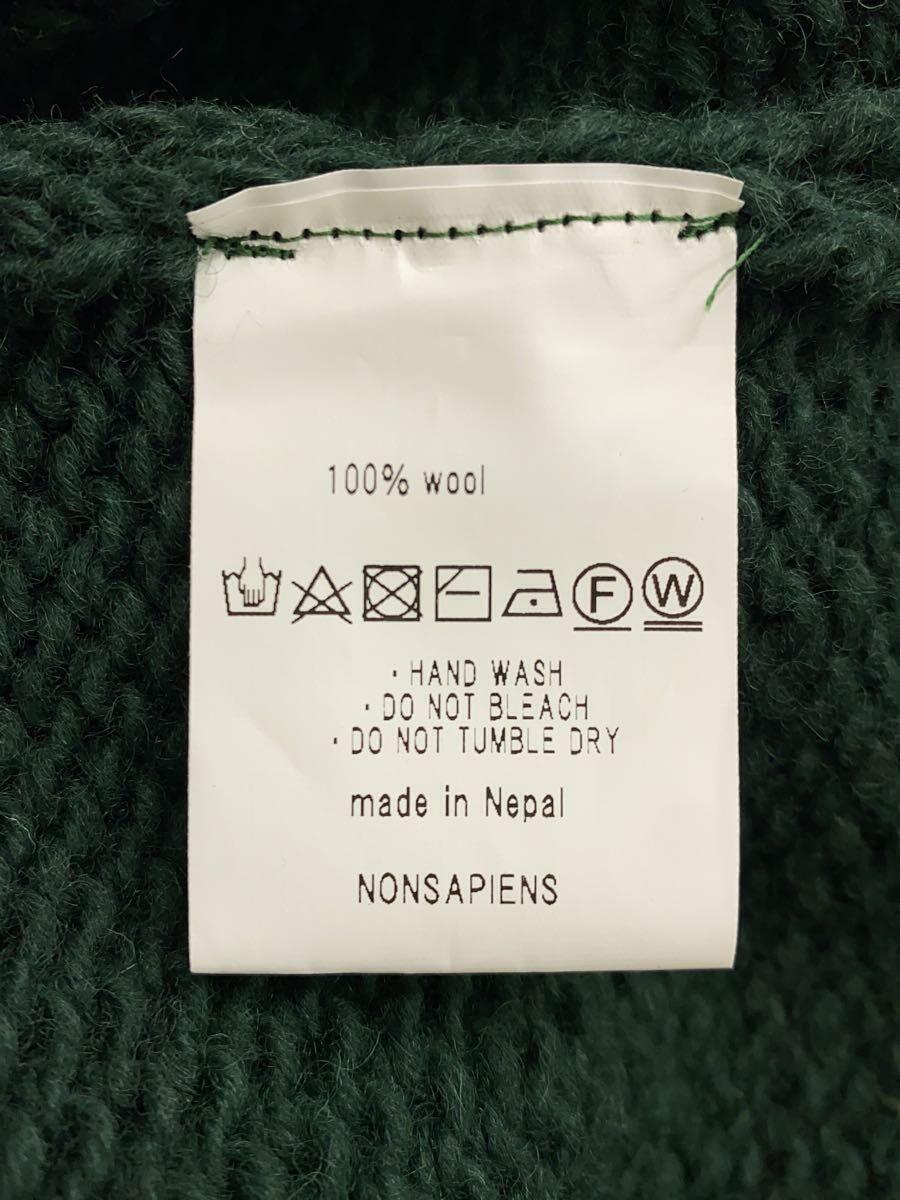 100% wool
F W
· HAND WASH
· DO NOT BLEACH
· DO NOT TUMBLE DRY
made in Nepal
NONSAPIENS